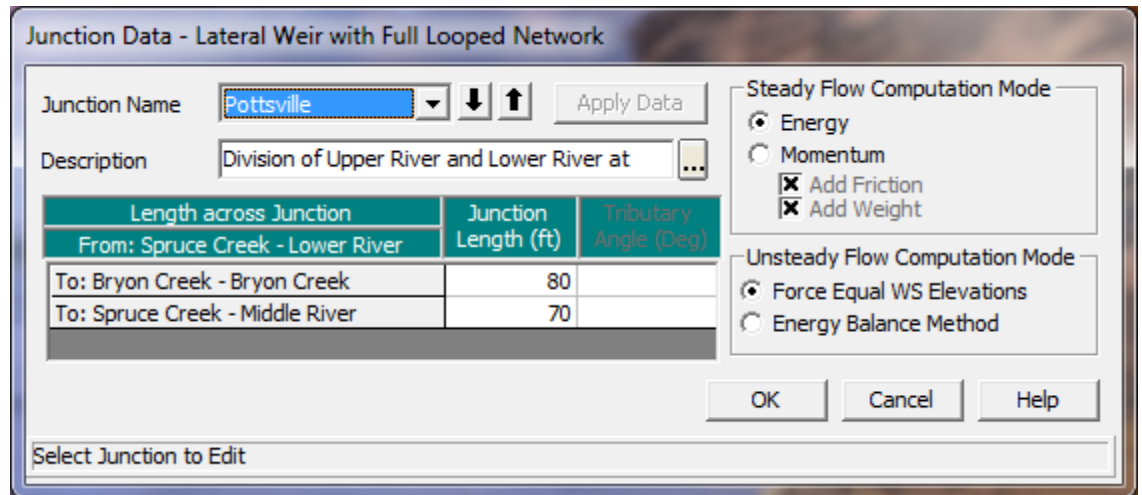 Junction Data - Lateral Weir with Full Looped Network
Junction Name
Pottsville
Apply Data
Description
Division of Upper River and Lower River at
...
Length across Junction
Junction Length (ft)
Tributary Angle (Deg)
From: Spruce Creek - Lower River
To: Bryon Creek - Bryon Creek
80
To: Spruce Creek - Middle River
70
Steady Flow Computation Mode
Energy
Momentum
Add Friction
Add Weight
Unsteady Flow Computation Mode
Force Equal WS Elevations
Energy Balance Method
OK
Cancel
Help
Select Junction to Edit